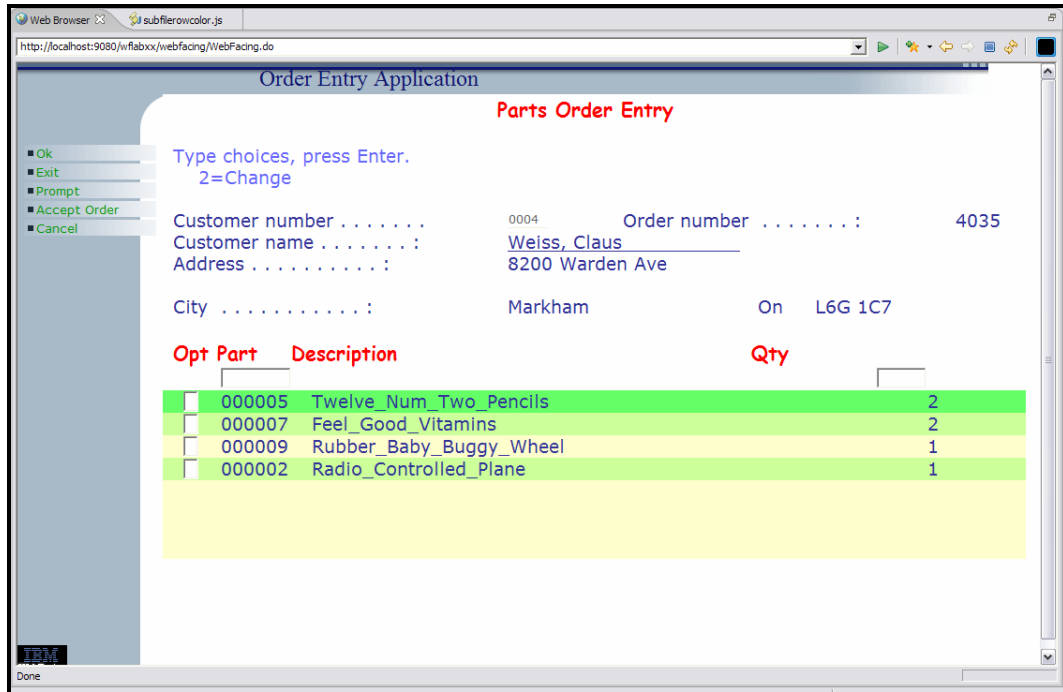 Web Browser subfilerowcolor.js
http://localhost:9080/wflabxx/webfacing/WebFacing.do
Order Entry Application
Parts Order Entry
Ok
Exit
Prompt
Accept Order
Cancel
Type choices, press Enter.
2=Change
Customer number . . . . . . . 0004 Order number . . . . . . . : 4035
Customer name . . . . . . . : Weiss, Claus
Address . . . . . . . . . . : 8200 Warden Ave
City . . . . . . . . . . . : Markham On L6G 1C7
Opt Part Description Qty
000005 Twelve_Num_Two_Pencils 2
000007 Feel_Good_Vitamins 2
000009 Rubber_Baby_Buggy_Wheel 1
000002 Radio_Controlled_Plane 1
IBM
Done